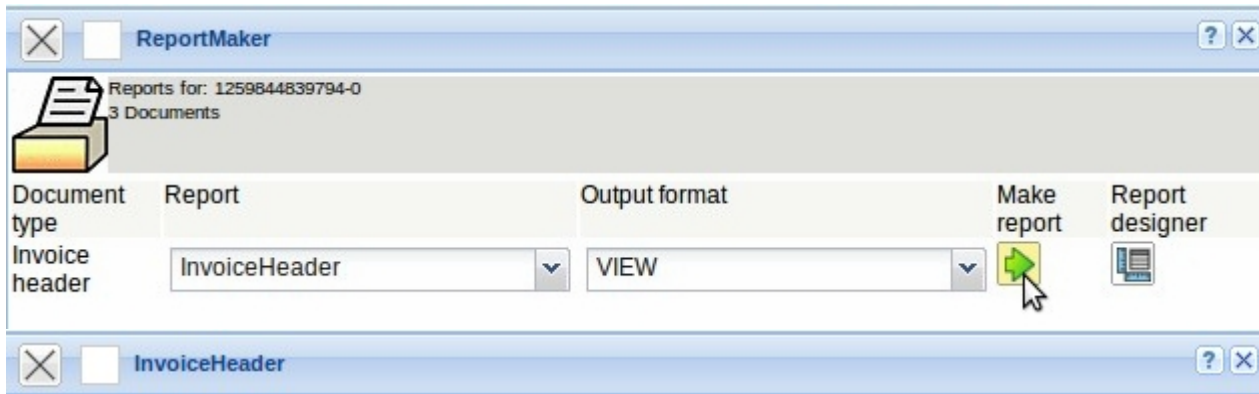 ReportMaker
?
Reports for: 1259844839794-0
3 Documents
Document type
Report
Output format
Make report
Report designer
Invoice header
InvoiceHeader
VIEW
InvoiceHeader
?